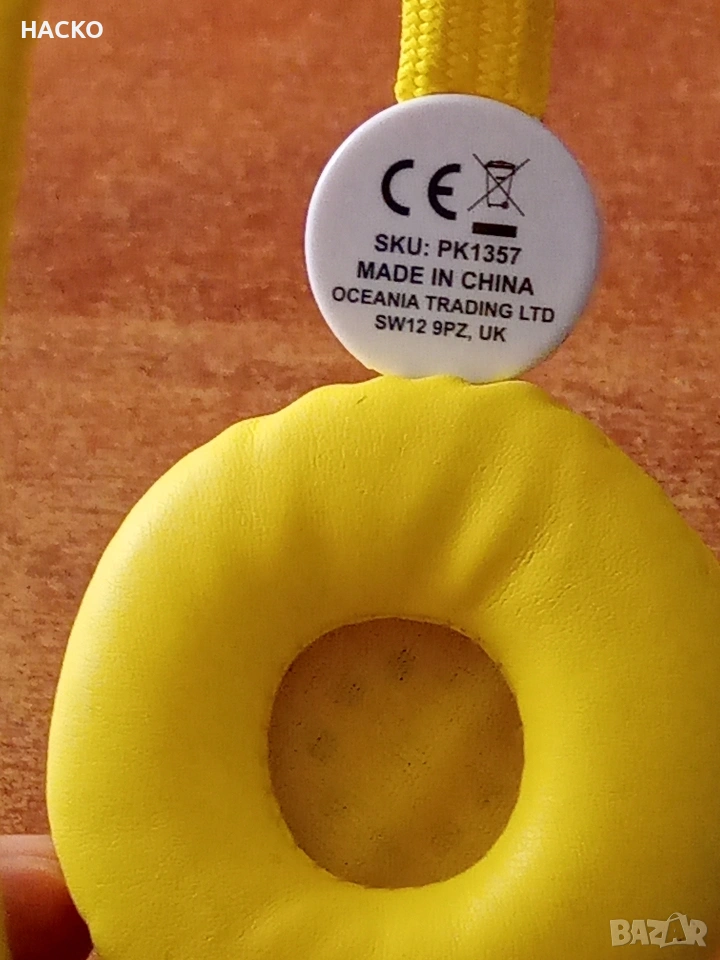 HACKO
CE
SKU: PK1357
MADE IN CHINA
OCEANIA TRADING LTD
SW12 9PZ, UK
BAZAR